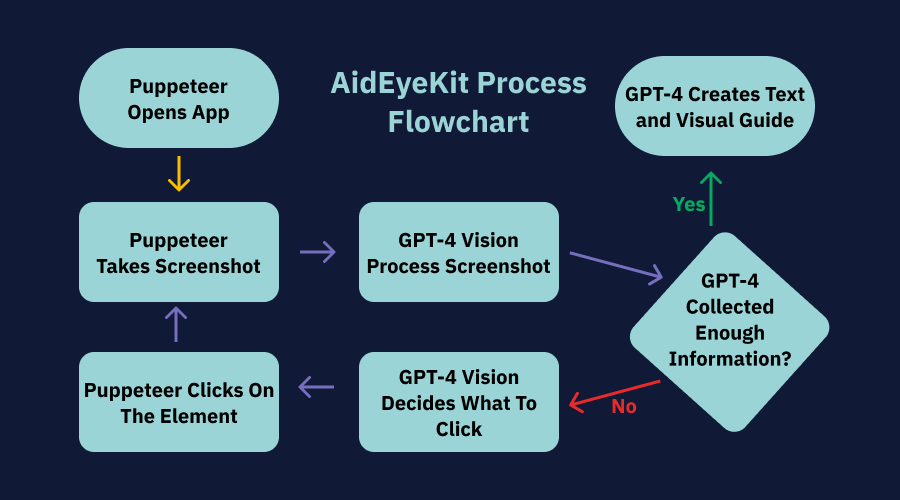 Puppeteer
Opens App
AidEyeKit Process
Flowchart
GPT-4 Creates Text
and Visual Guide
Yes
Puppeteer
Takes Screenshot
GPT-4 Vision
Process Screenshot
GPT-4
Collected
Enough
Information?
No
GPT-4 Vision
Decides What To
Click
Puppeteer Clicks On
The Element